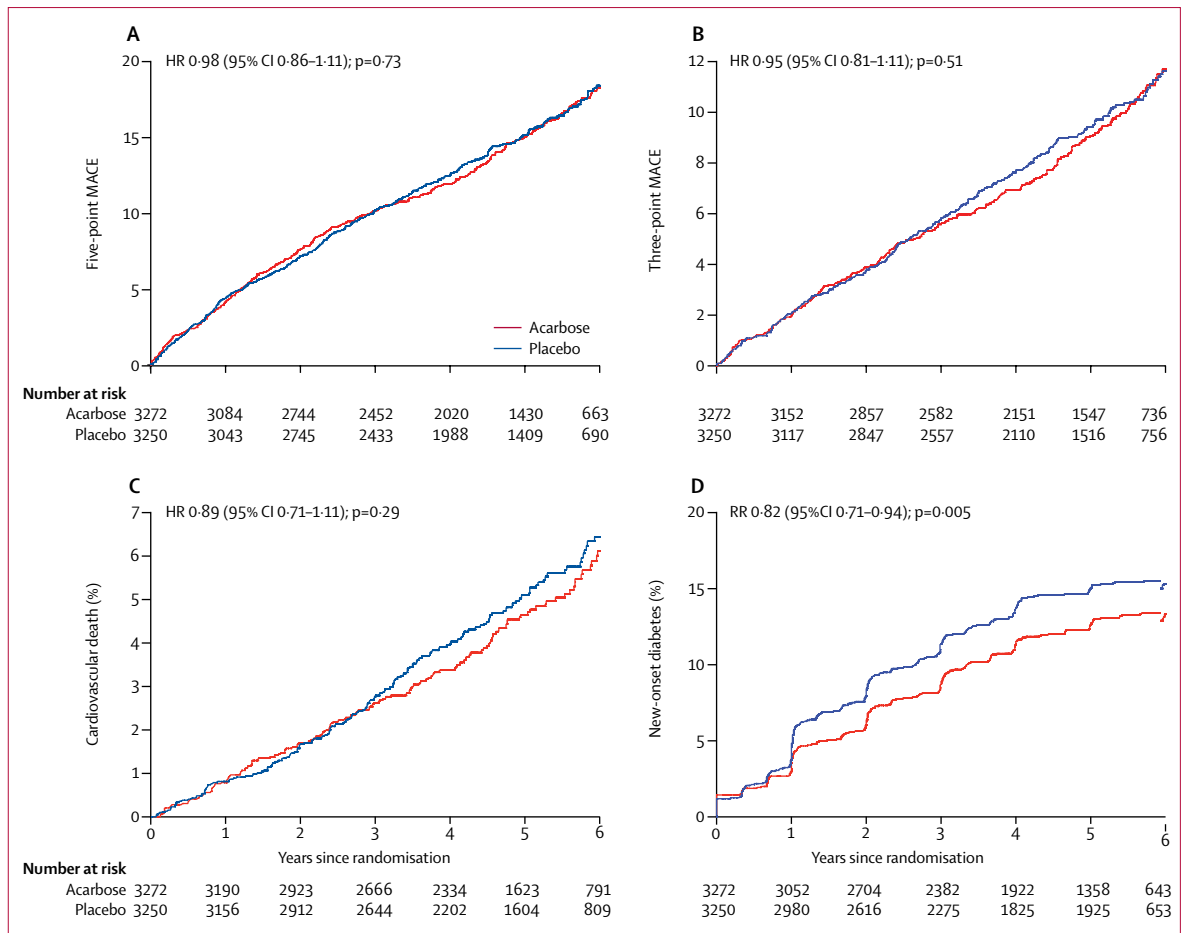 A
HR 0·98 (95% CI 0·86–1·11); p=0·73
20
15
10
5
0
Five-point MACE
Acarbose
Placebo
B
HR 0·95 (95% CI 0·81–1·11); p=0·51
12
10
8
6
4
2
0
Three-point MACE
Number at risk
Acarbose 3272 3084 2744 2452 2020 1430 663
Placebo 3250 3043 2745 2433 1988 1409 690
3272 3152 2857 2582 2151 1547 736
3250 3117 2847 2557 2110 1516 756
C
HR 0·89 (95% CI 0·71–1·11); p=0·29
7
6
5
4
3
2
1
0
Cardiovascular death (%)
0 1 2 3 4 5 6
Years since randomisation
D
RR 0·82 (95%CI 0·71–0·94); p=0·005
20
15
10
5
0
New-onset diabetes (%)
0 1 2 3 4 5 6
Years since randomisation
Number at risk
Acarbose 3272 3190 2923 2666 2334 1623 791
Placebo 3250 3156 2912 2644 2202 1604 809
3272 3052 2704 2382 1922 1358 643
3250 2980 2616 2275 1825 1925 653